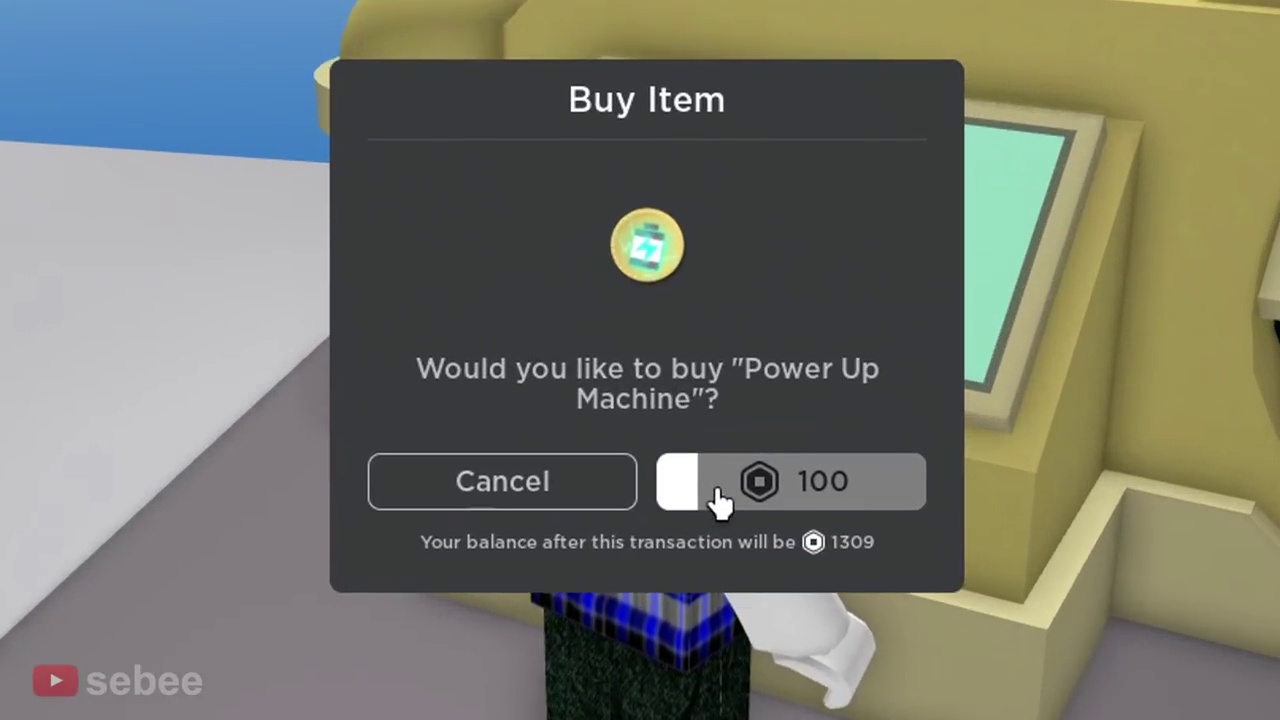 Buy Item
Would you like to buy "Power Up
Machine"?
Cancel
100
Your balance after this transaction will be 1309
sebee